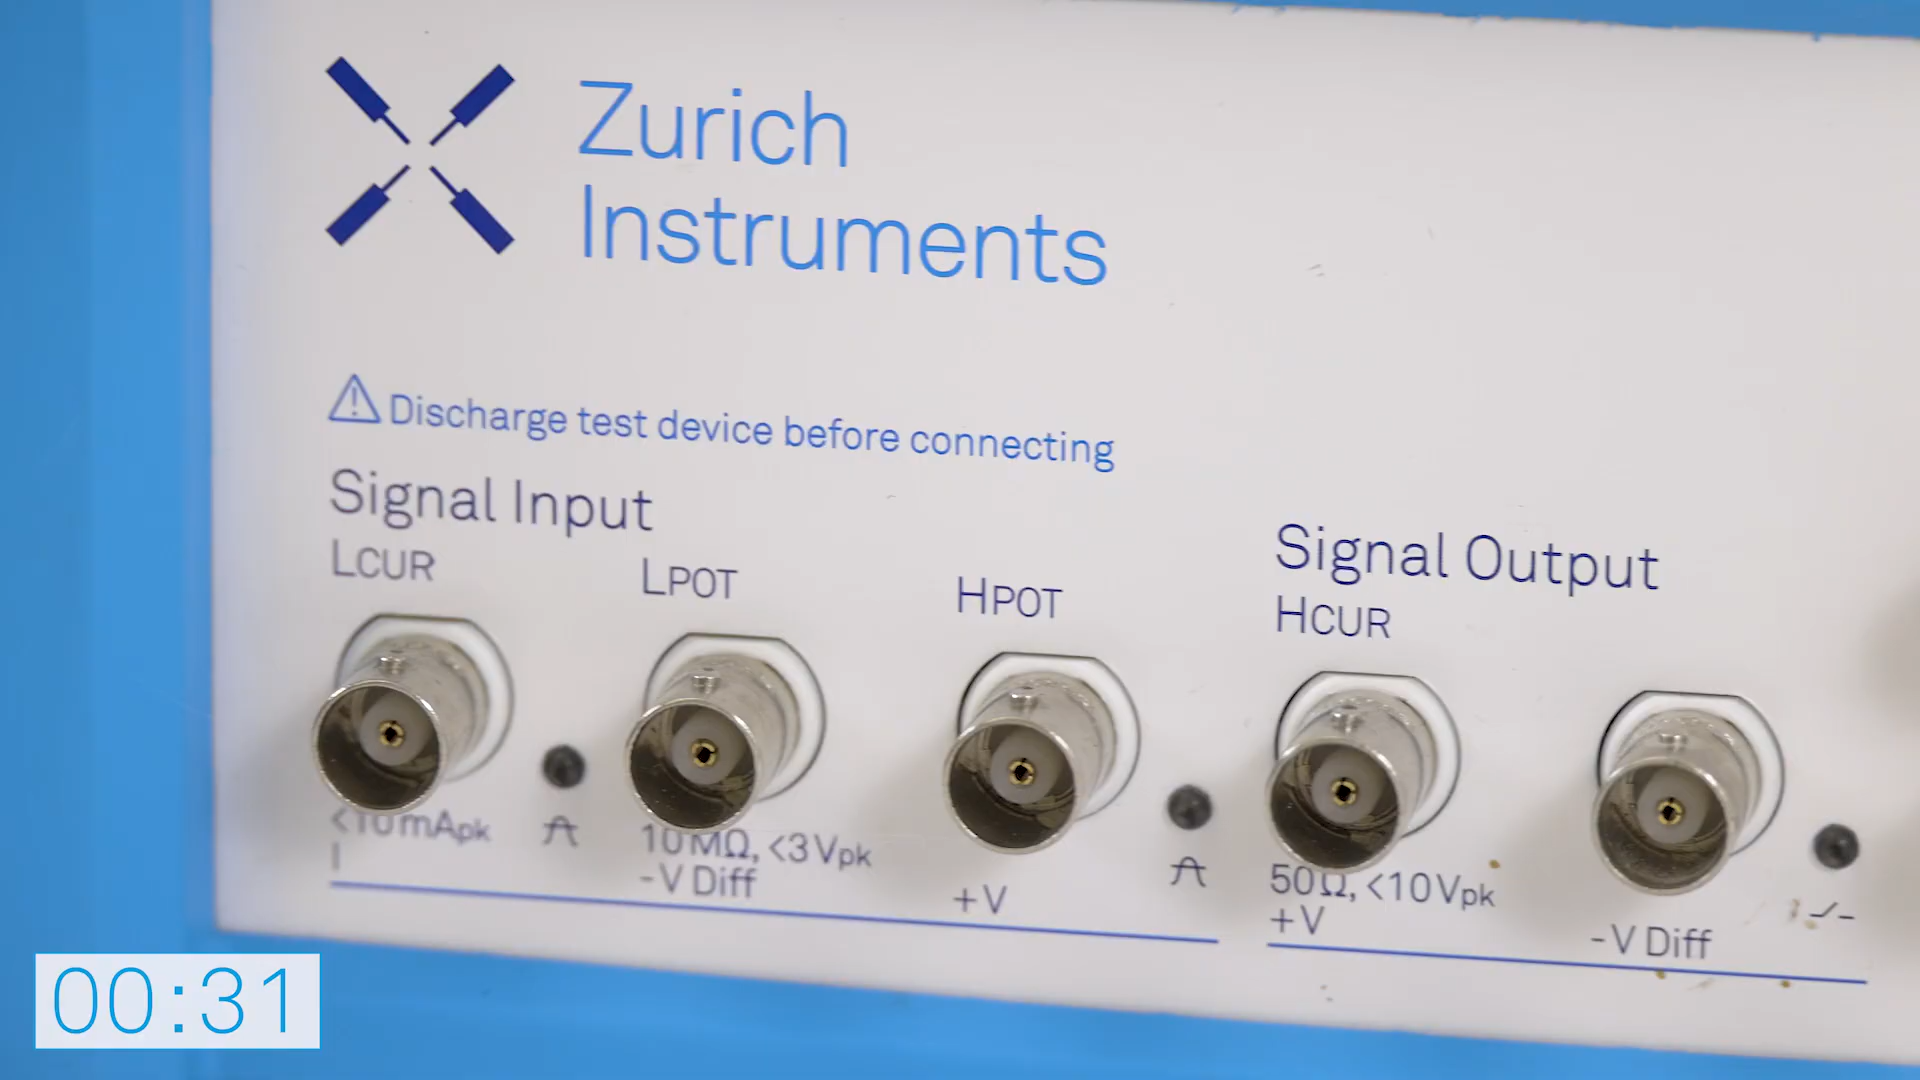 Zurich
Instruments
Discharge test device before connecting
Signal Input
LCUR
LPOT
HPOT
Signal Output
HCUR
<10mApk
I
10MΩ, <3Vpk
-V Diff
+V
50Ω, <10Vpk
+V
-V Diff
00:31